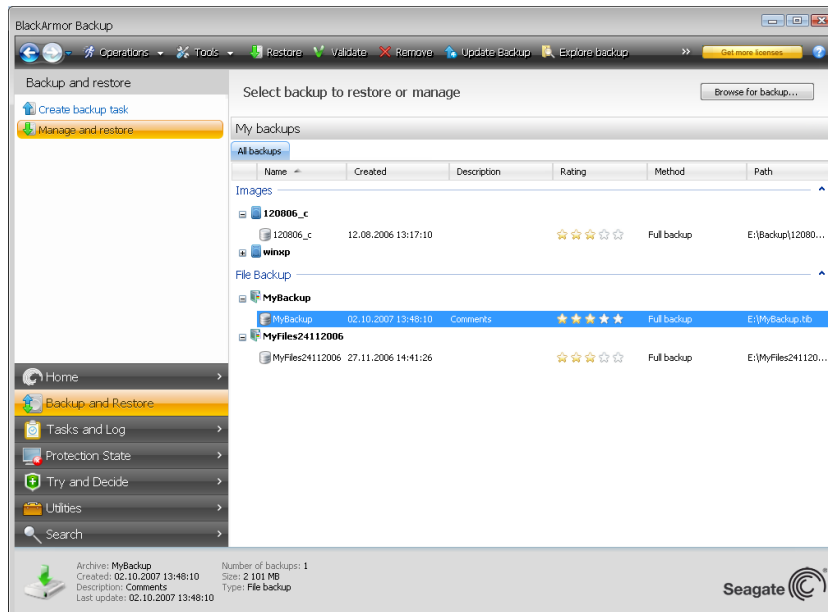 BlackArmor Backup
Operations Tools Restore Validate Remove Update Backup Explore backup » Get more licenses ?
Backup and restore
Create backup task
Manage and restore
Select backup to restore or manage Browse for backup...
My backups
All backups
Name Created Description Rating Method Path
Images
120806_c
120806_c 12.08.2006 13:17:10 Full backup E:\Backup\12080...
winxp
File Backup
MyBackup
MyBackup 02.10.2007 13:48:10 Comments Full backup E:\MyBackup.tib
MyFiles24112006
MyFiles24112006 27.11.2006 14:41:26 Full backup E:\MyFiles241120...
Home
Backup and Restore
Tasks and Log
Protection State
Try and Decide
Utilities
Search
Archive: MyBackup Number of backups: 1
Created: 02.10.2007 13:48:10 Size: 2 101 MB
Description: Comments Type: File backup
Last update: 02.10.2007 13:48:10
Seagate